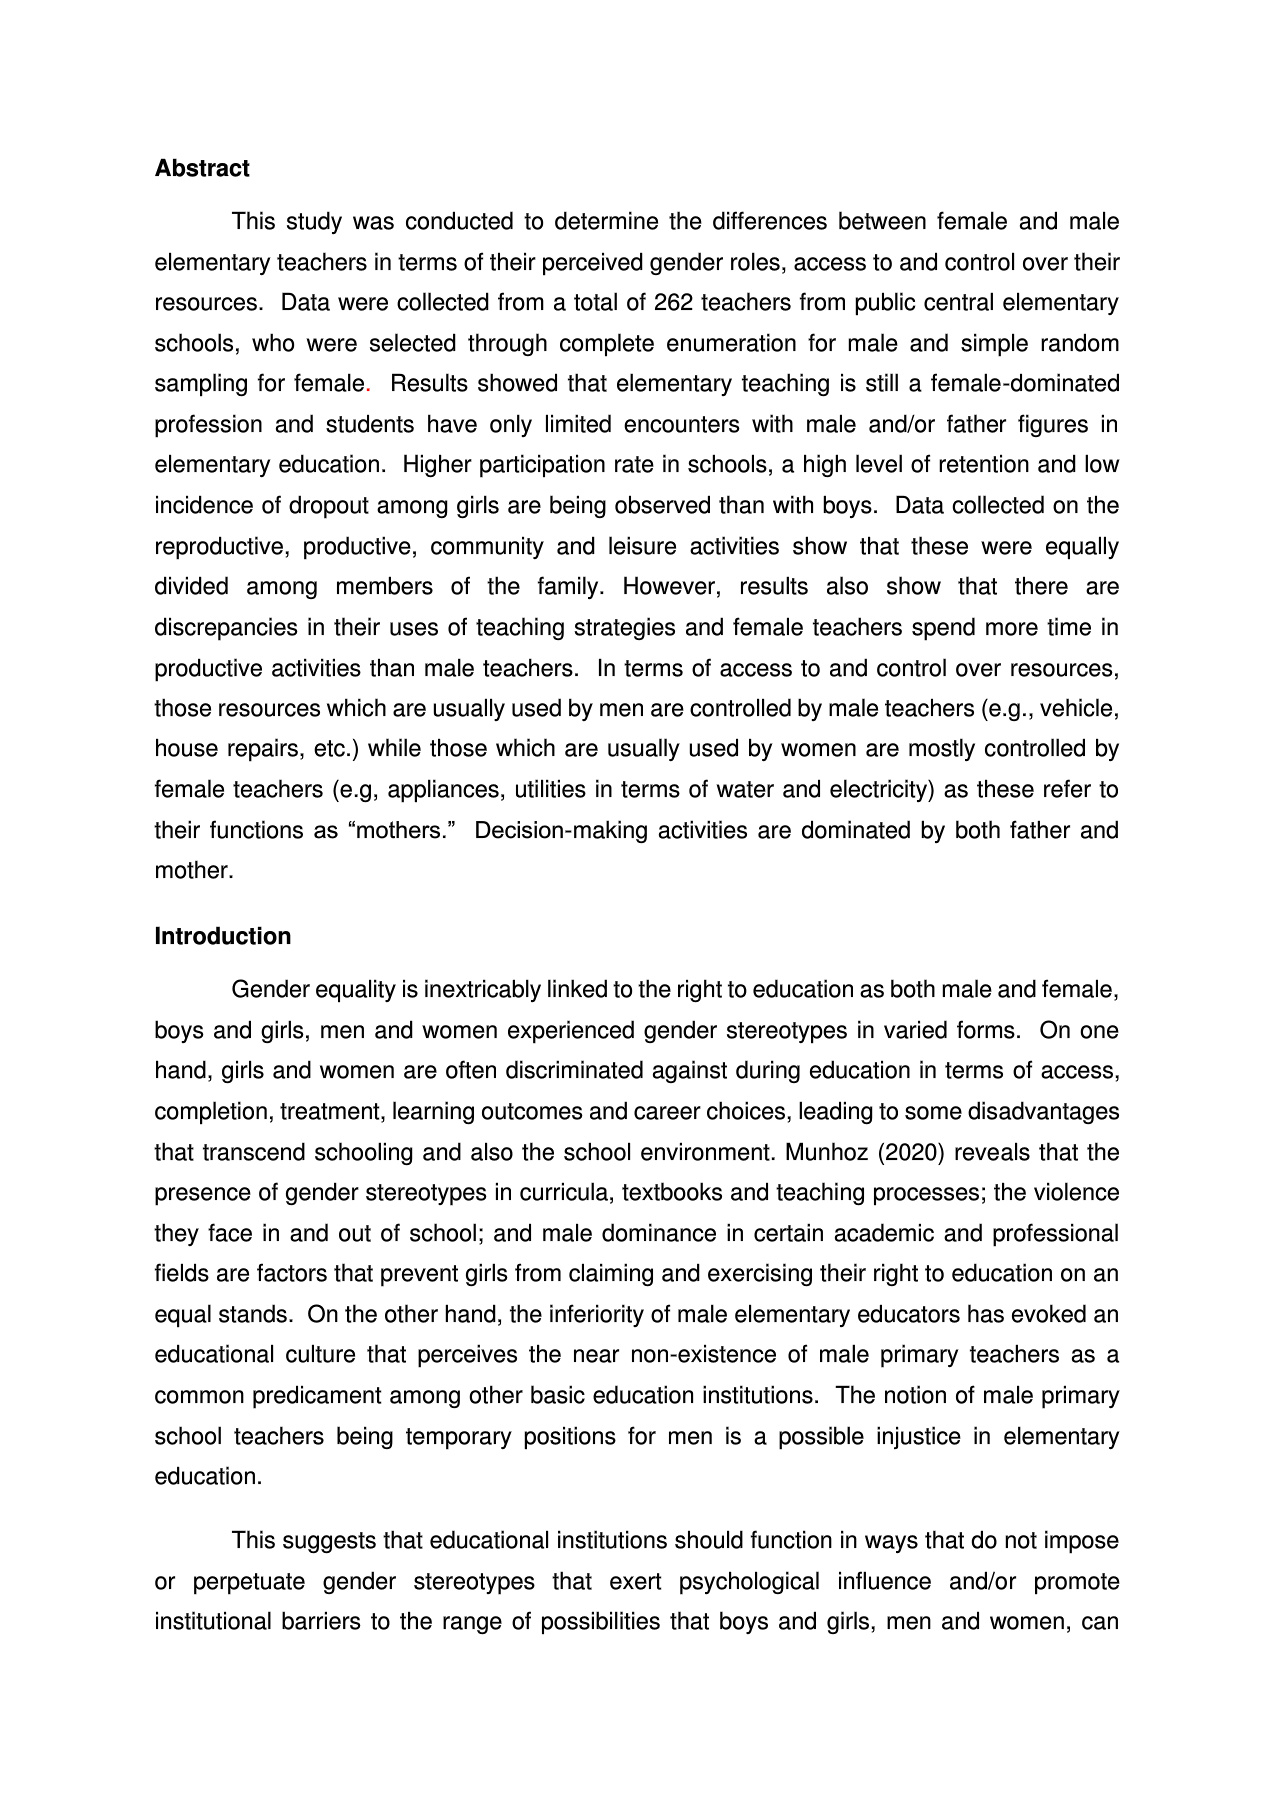 Abstract
This study was conducted to determine the differences between female and male
elementary teachers in terms of their perceived gender roles, access to and control over their
resources.  Data were collected from a total of 262 teachers from public central elementary
schools, who were selected through complete enumeration for male and simple random
sampling for female.  Results showed that elementary teaching is still a female-dominated
profession and students have only limited encounters with male and/or father figures in
elementary education.  Higher participation rate in schools, a high level of retention and low
incidence of dropout among girls are being observed than with boys.  Data collected on the
reproductive, productive, community and leisure activities show that these were equally
divided among members of the family. However, results also show that there are
discrepancies in their uses of teaching strategies and female teachers spend more time in
productive activities than male teachers.  In terms of access to and control over resources,
those resources which are usually used by men are controlled by male teachers (e.g., vehicle,
house repairs, etc.) while those which are usually used by women are mostly controlled by
female teachers (e.g, appliances, utilities in terms of water and electricity) as these refer to
their functions as “mothers.”  Decision-making activities are dominated by both father and
mother.
Introduction
Gender equality is inextricably linked to the right to education as both male and female,
boys and girls, men and women experienced gender stereotypes in varied forms.  On one
hand, girls and women are often discriminated against during education in terms of access,
completion, treatment, learning outcomes and career choices, leading to some disadvantages
that transcend schooling and also the school environment. Munhoz (2020) reveals that the
presence of gender stereotypes in curricula, textbooks and teaching processes; the violence
they face in and out of school; and male dominance in certain academic and professional
fields are factors that prevent girls from claiming and exercising their right to education on an
equal stands.  On the other hand, the inferiority of male elementary educators has evoked an
educational culture that perceives the near non-existence of male primary teachers as a
common predicament among other basic education institutions.  The notion of male primary
school teachers being temporary positions for men is a possible injustice in elementary
education.
This suggests that educational institutions should function in ways that do not impose
or perpetuate gender stereotypes that exert psychological influence and/or promote
institutional barriers to the range of possibilities that boys and girls, men and women, can